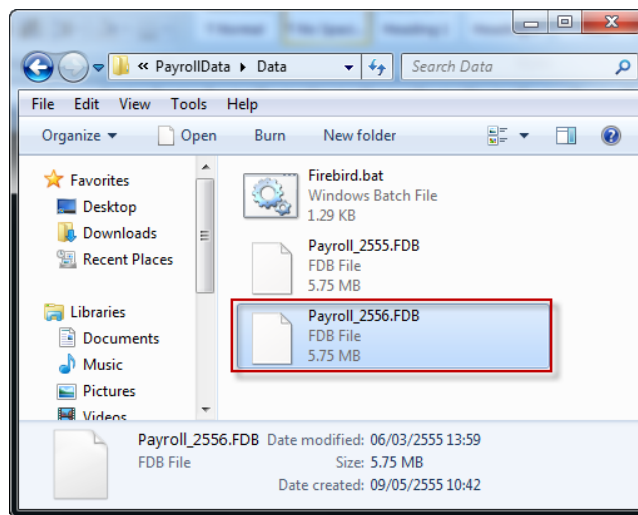 « PayrollData ▸ Data
Search Data
File Edit View Tools Help
Organize Open Burn New folder
Favorites
Desktop
Downloads
Recent Places
Libraries
Documents
Music
Pictures
Videos
Firebird.bat
Windows Batch File
1.29 KB
Payroll_2555.FDB
FDB File
5.75 MB
Payroll_2556.FDB
FDB File
5.75 MB
Payroll_2556.FDB Date modified: 06/03/2555 13:59
FDB File Size: 5.75 MB
Date created: 09/05/2555 10:42